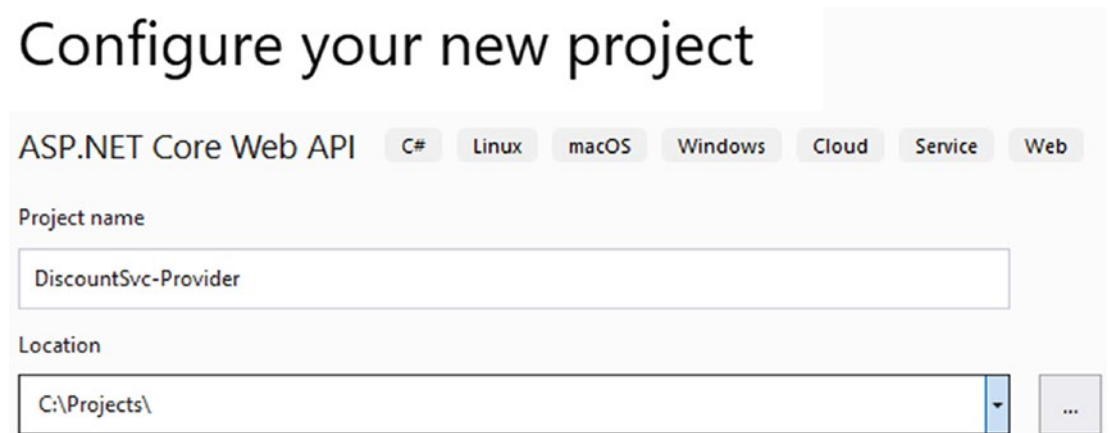 Configure your new project
ASP.NET Core Web API C# Linux macOS Windows Cloud Service Web
Project name
DiscountSvc-Provider
Location
C:\Projects\
...